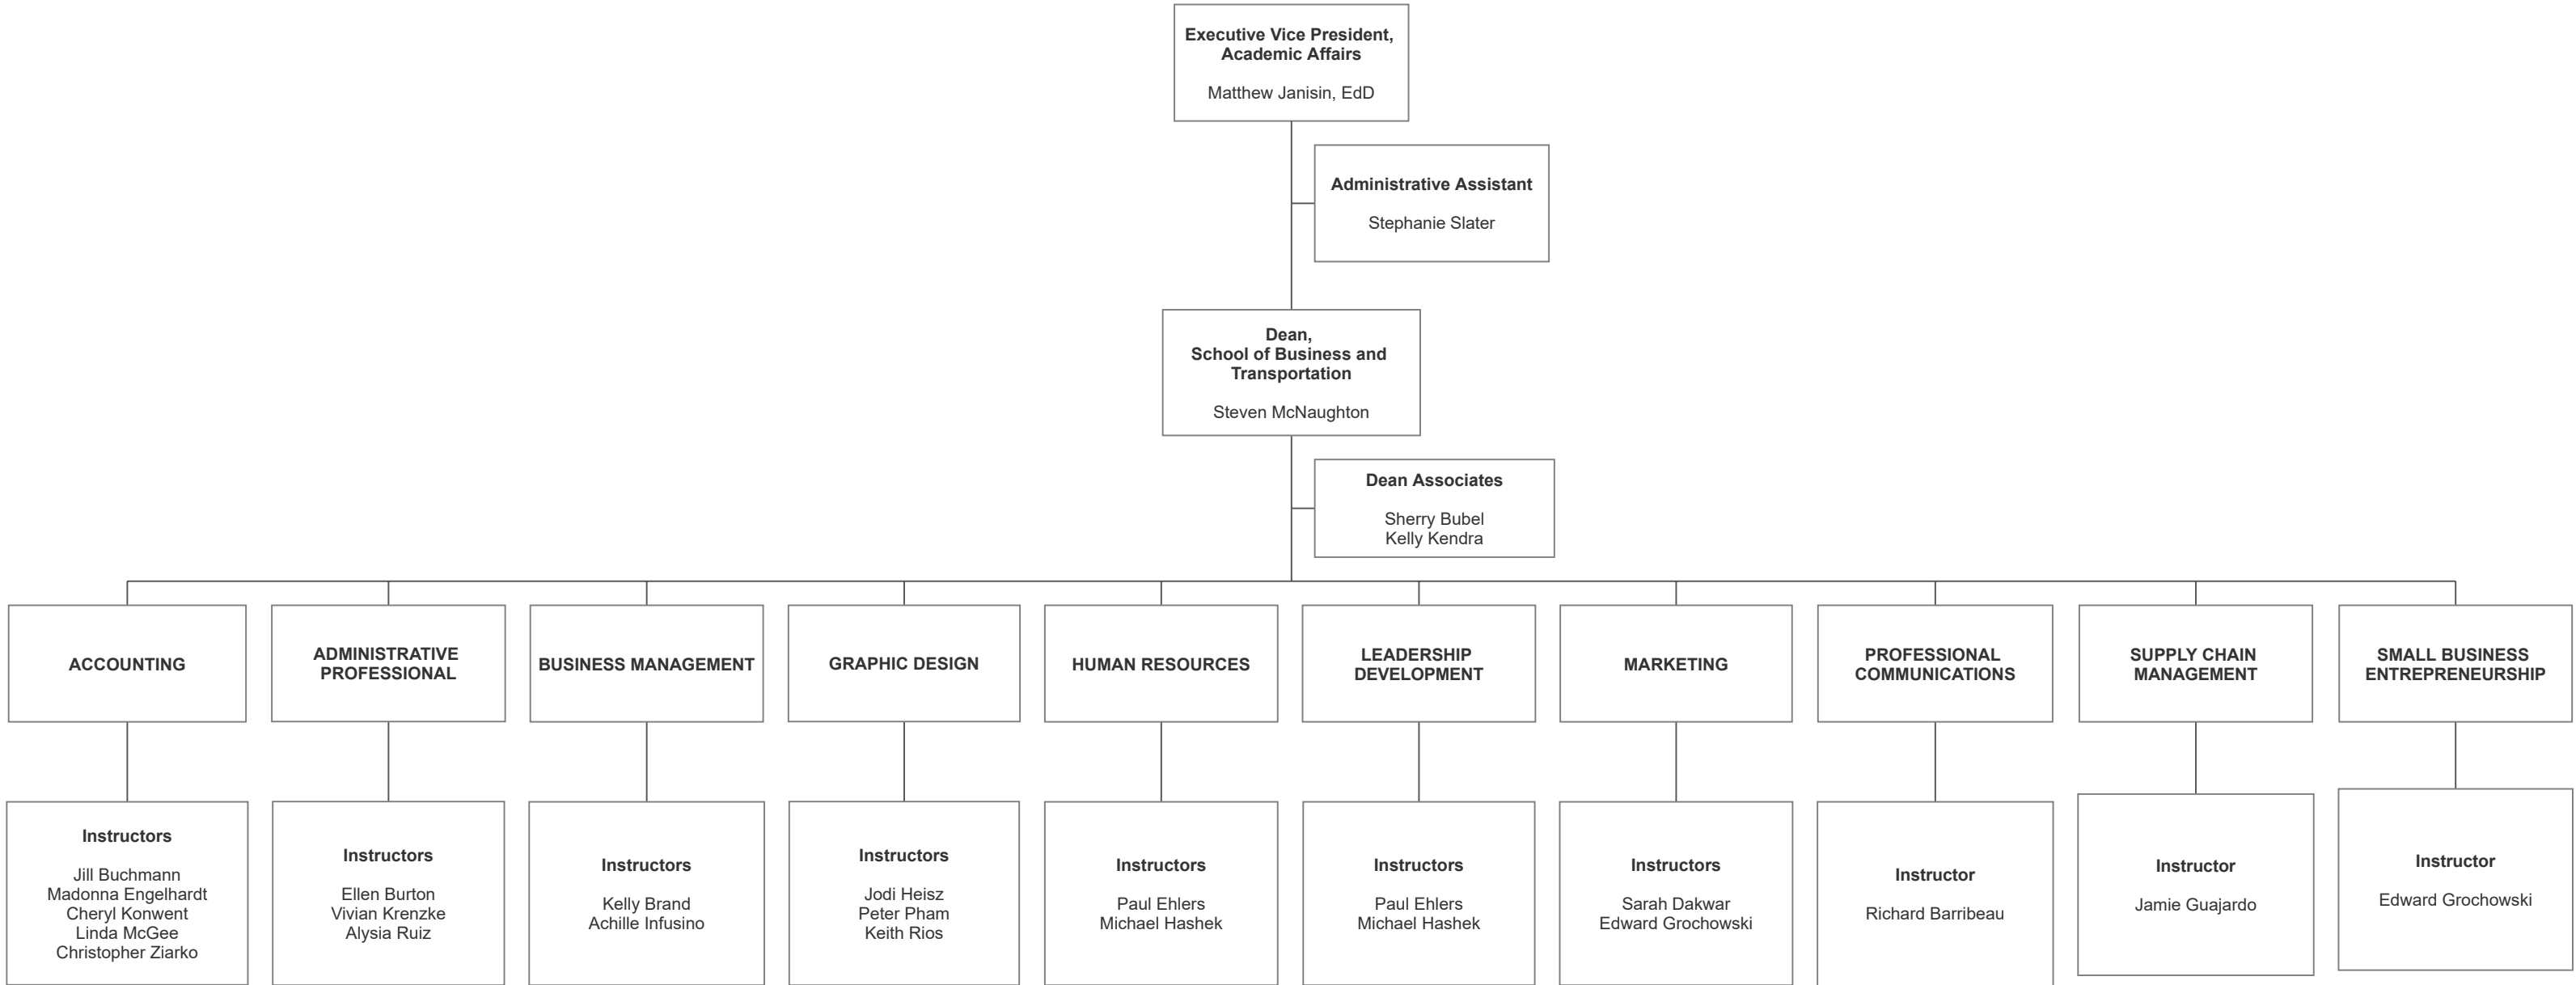 Executive Vice President,
Academic Affairs
Matthew Janisin, EdD
Administrative Assistant
Stephanie Slater
Dean,
School of Business and
Transportation
Steven McNaughton
Dean Associates
Sherry Bubel
Kelly Kendra
ACCOUNTING
ADMINISTRATIVE
PROFESSIONAL
BUSINESS MANAGEMENT
GRAPHIC DESIGN
HUMAN RESOURCES
LEADERSHIP
DEVELOPMENT
MARKETING
PROFESSIONAL
COMMUNICATIONS
SUPPLY CHAIN
MANAGEMENT
SMALL BUSINESS
ENTREPRENEURSHIP
Instructors
Jill Buchmann
Madonna Engelhardt
Cheryl Konwent
Linda McGee
Christopher Ziarko
Instructors
Ellen Burton
Vivian Krenzke
Alysia Ruiz
Instructors
Kelly Brand
Achille Infusino
Instructors
Jodi Heisz
Peter Pham
Keith Rios
Instructors
Paul Ehlers
Michael Hashek
Instructors
Paul Ehlers
Michael Hashek
Instructors
Sarah Dakwar
Edward Grochowski
Instructor
Richard Barribeau
Instructor
Jamie Guajardo
Instructor
Edward Grochowski